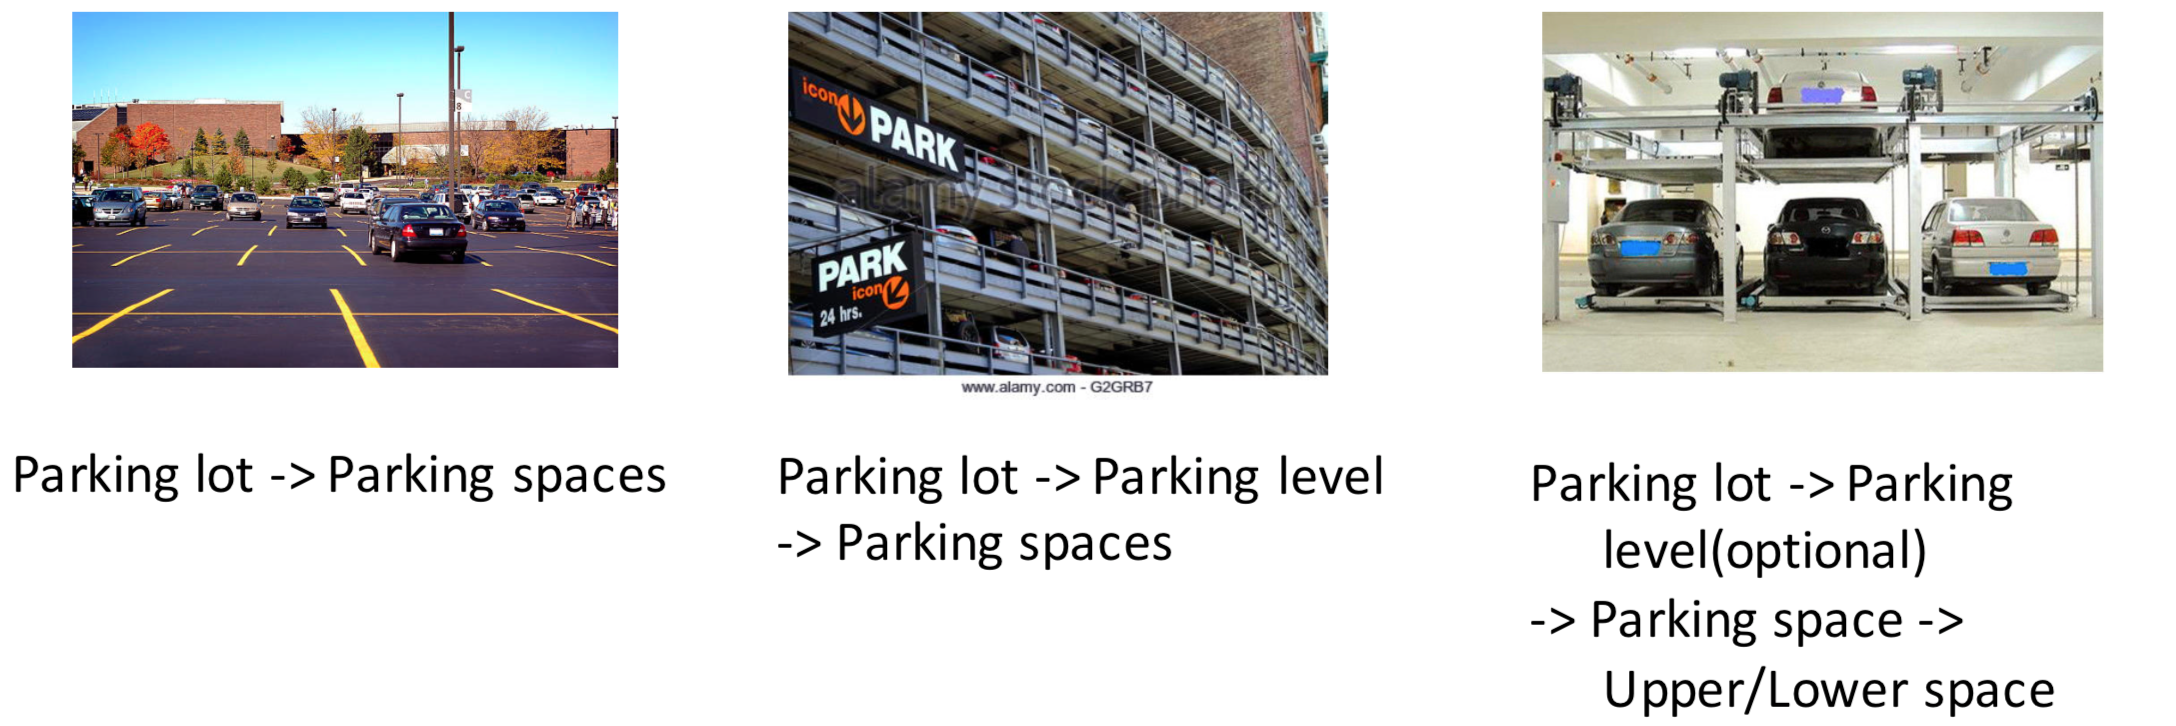 C
8
icon
PARK
PARK
icon
24 hrs.
alamy stock photo
www.alamy.com - G2GRB7
Parking lot -> Parking spaces
Parking lot -> Parking level
-> Parking spaces
Parking lot -> Parking
level(optional)
-> Parking space ->
Upper/Lower space